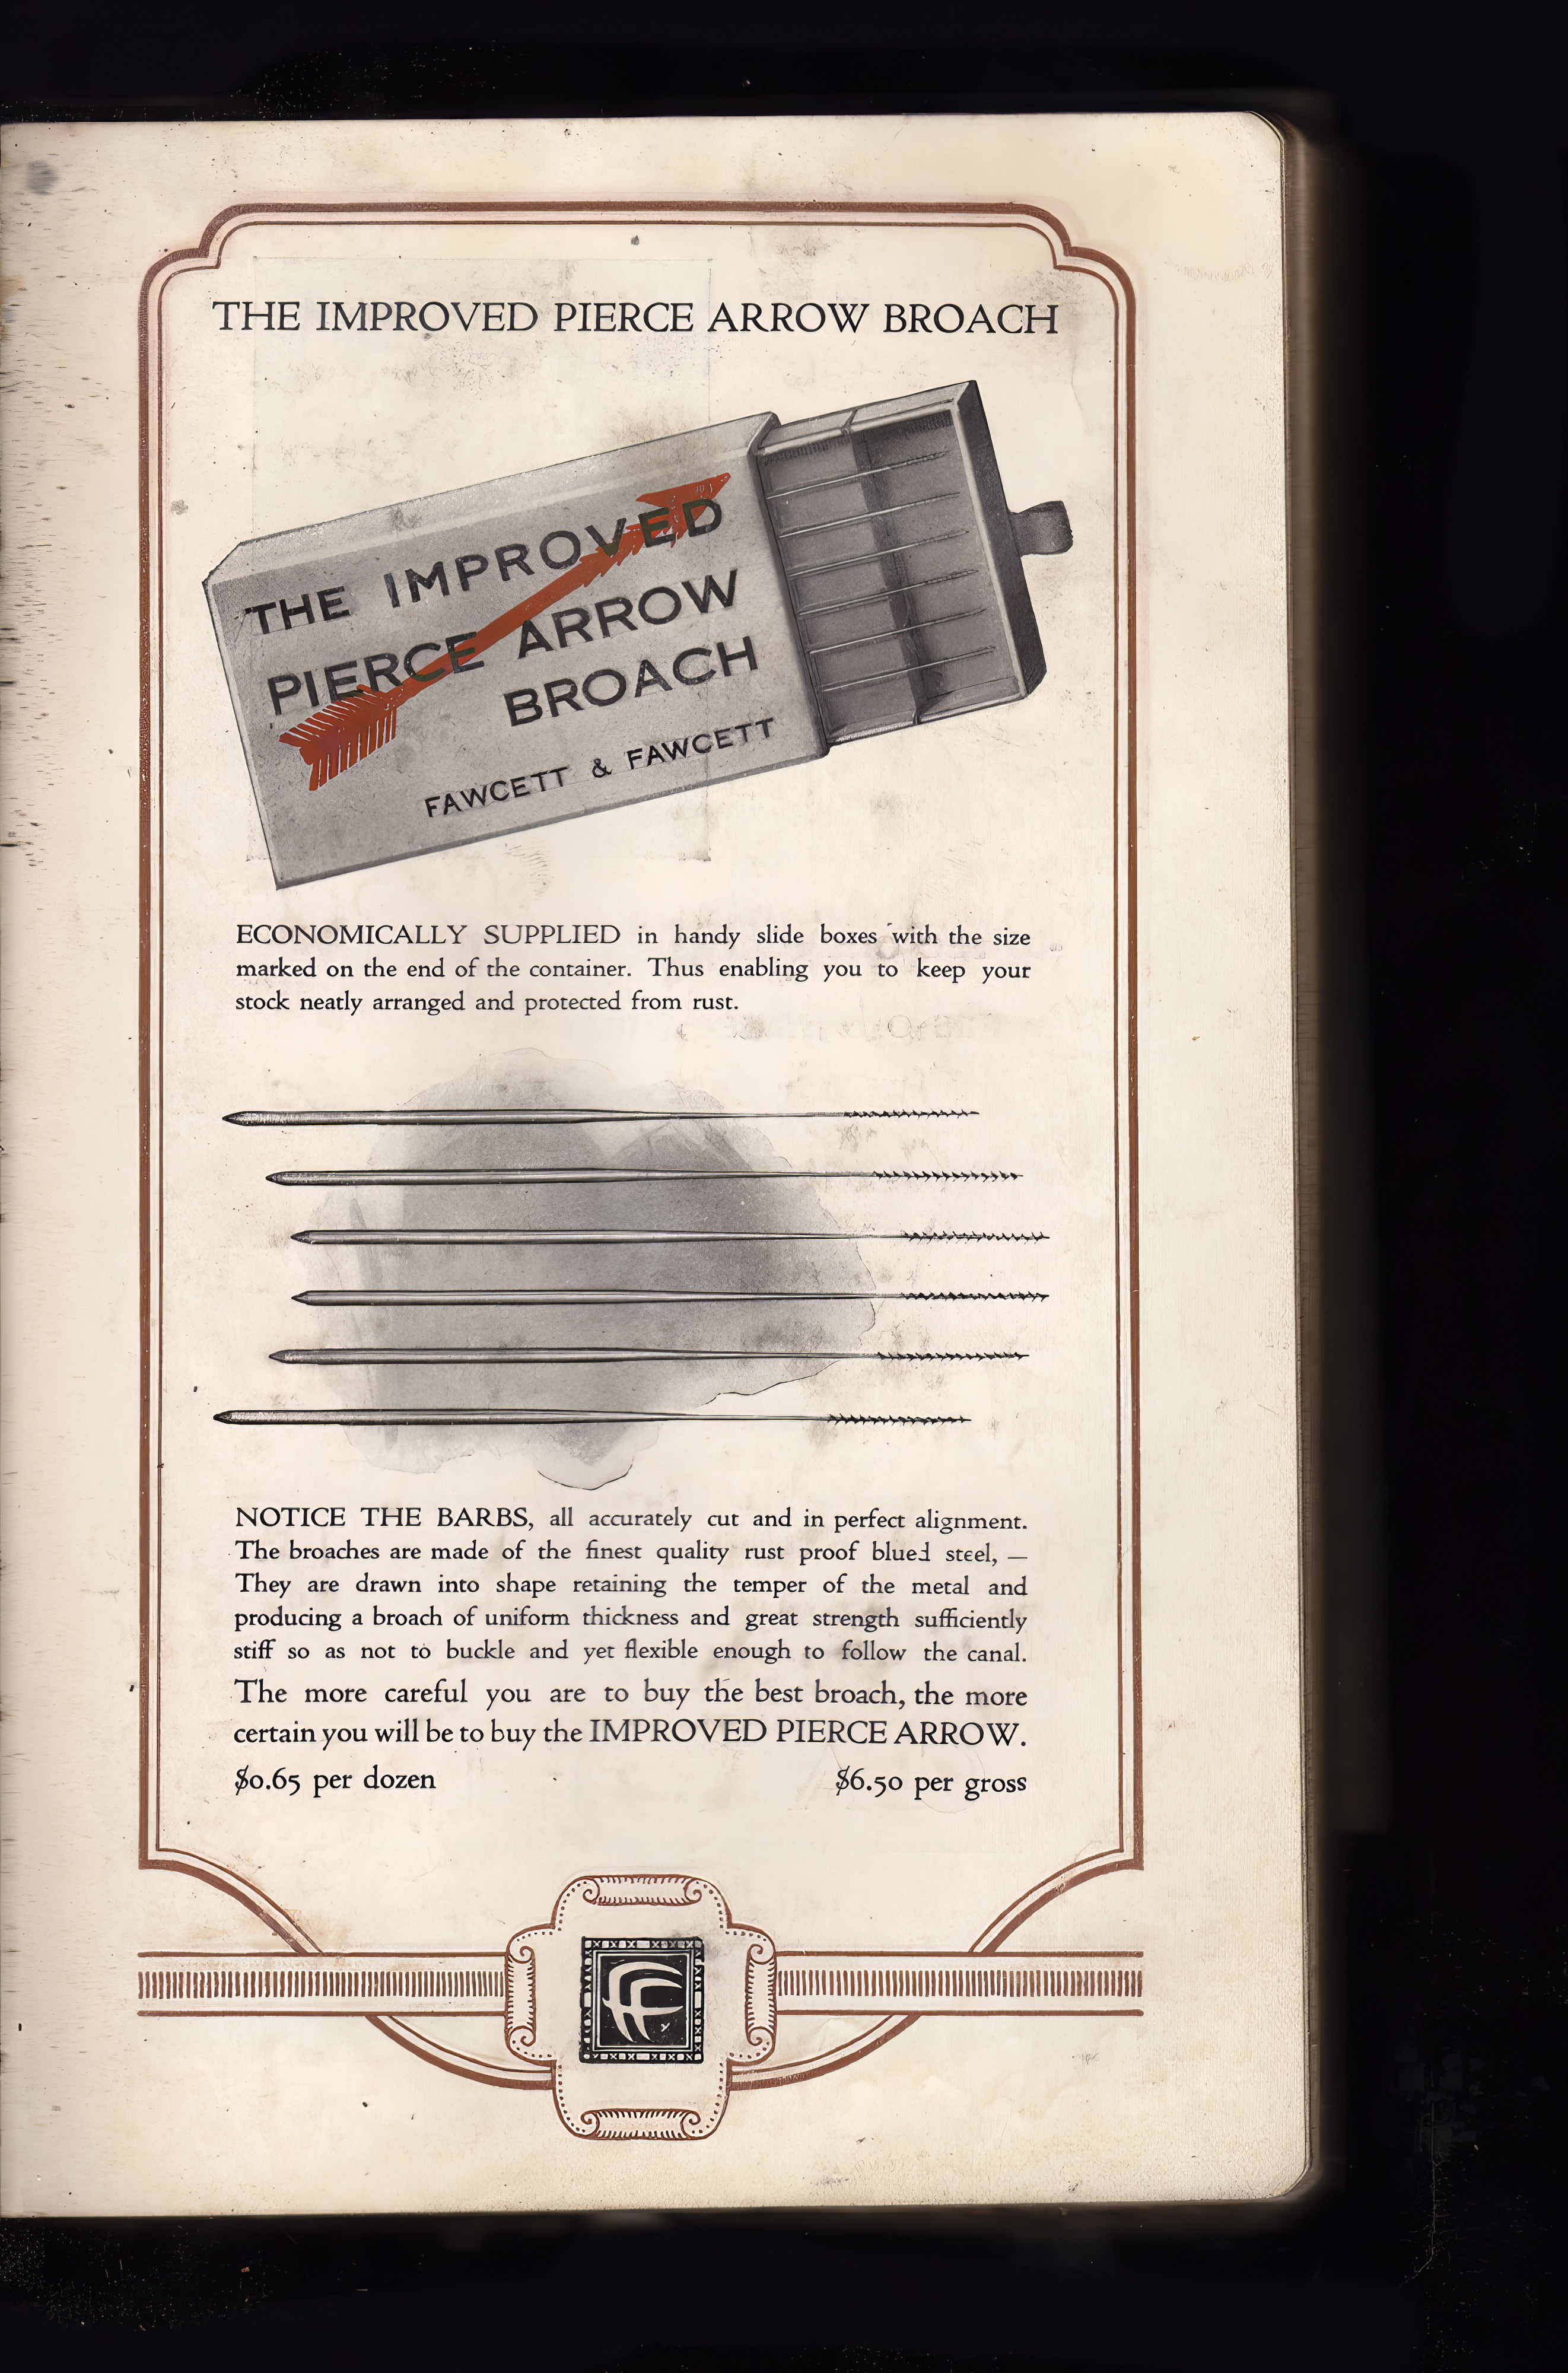 THE IMPROVED PIERCE ARROW BROACH
THE IMPROVED
PIERCE ARROW
BROACH
FAWCETT & FAWCETT
ECONOMICALLY SUPPLIED in handy slide boxes with the size
marked on the end of the container. Thus enabling you to keep your
stock neatly arranged and protected from rust.
NOTICE THE BARBS, all accurately cut and in perfect alignment.
The broaches are made of the finest quality rust proof blued steel, —
They are drawn into shape retaining the temper of the metal and
producing a broach of uniform thickness and great strength sufficiently
stiff so as not to buckle and yet flexible enough to follow the canal.
The more careful you are to buy the best broach, the more
certain you will be to buy the IMPROVED PIERCE ARROW.
$0.65 per dozen $6.50 per gross